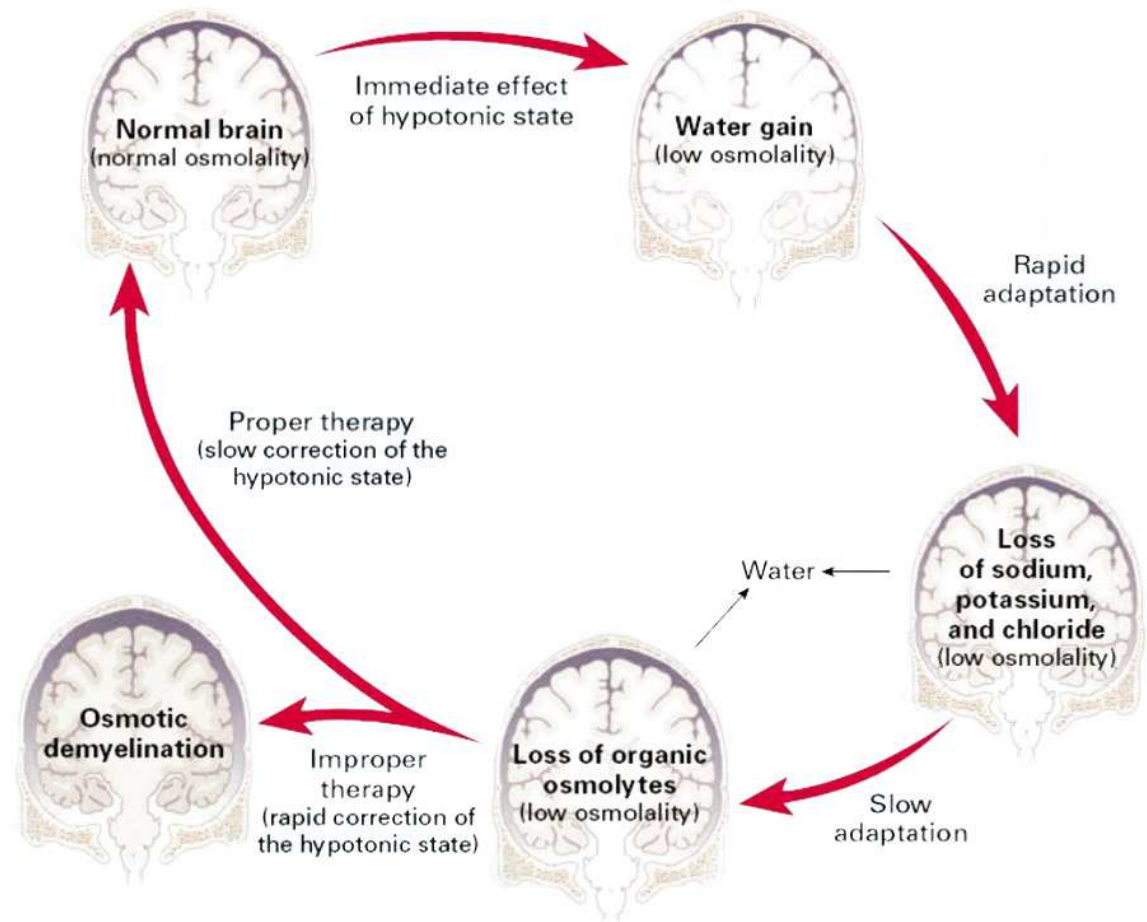 Normal brain
(normal osmolality)
Immediate effect
of hypotonic state
Water gain
(low osmolality)
Rapid
adaptation
Loss
of sodium,
potassium,
and chloride
(low osmolality)
Water
Slow
adaptation
Loss of organic
osmolytes
(low osmolality)
Improper
therapy
(rapid correction of
the hypotonic state)
Osmotic
demyelination
Proper therapy
(slow correction of the
hypotonic state)